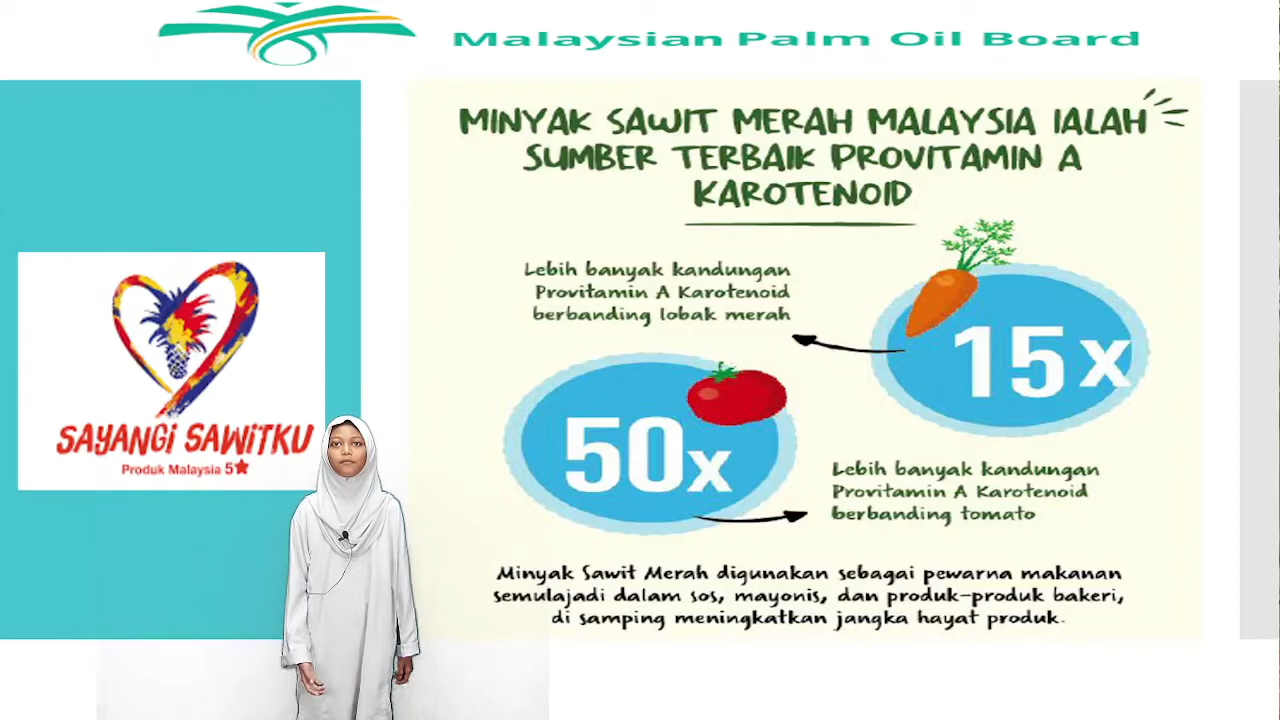 Malaysian Palm Oil Board
MINYAK SAWIT MERAH MALAYSIA IALAH
SUMBER TERBAIK PROVITAMIN A
KAROTENOID
Lebih banyak kandungan
Provitamin A Karotenoid
berbanding lobak merah
15x
50x
Lebih banyak kandungan
Provitamin A Karotenoid
berbanding tomato
Minyak Sawit Merah digunakan sebagai pewarna makanan
semulajadi dalam sos, mayonis, dan produk-produk bakeri,
di samping meningkatkan jangka hayat produk.
SAYANGi SAWiTKU
Produk Malaysia 5★